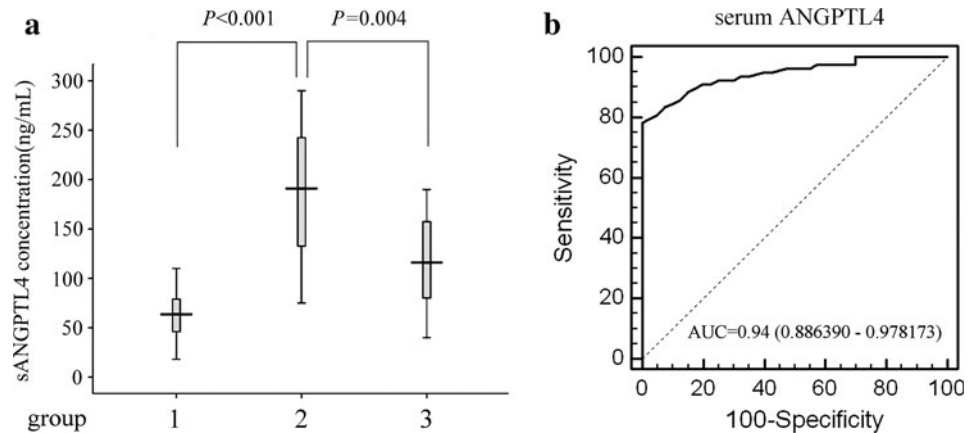 a
P<0.001
P=0.004
sANGPTL4 concentration(ng/mL)
300
250
200
150
100
50
0
group
1
2
3
b
serum ANGPTL4
Sensitivity
100
80
60
40
20
0
AUC=0.94 (0.886390 - 0.978173)
0
20
40
60
80
100
100-Specificity